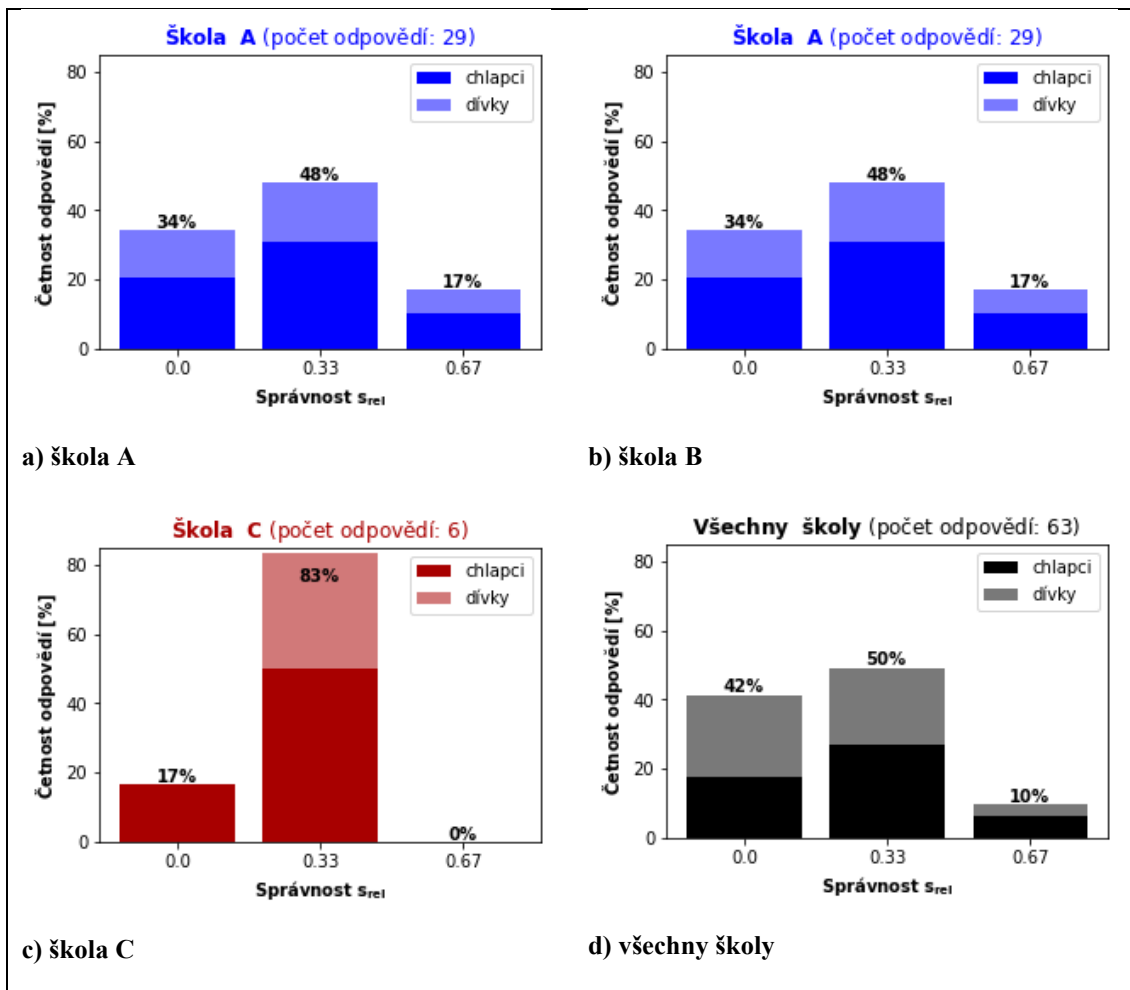 Škola A (počet odpovědí: 29)
80
60
40
20
0
Četnost odpovědí [%]
chlapci
dívky
34%
48%
17%
0.0
0.33
0.67
Správnost s_rel
a) škola A
Škola A (počet odpovědí: 29)
80
60
40
20
0
Četnost odpovědí [%]
chlapci
dívky
34%
48%
17%
0.0
0.33
0.67
Správnost s_rel
b) škola B
Škola C (počet odpovědí: 6)
80
60
40
20
0
Četnost odpovědí [%]
chlapci
dívky
17%
83%
0%
0.0
0.33
0.67
Správnost s_rel
c) škola C
Všechny školy (počet odpovědí: 63)
80
60
40
20
0
Četnost odpovědí [%]
chlapci
dívky
42%
50%
10%
0.0
0.33
0.67
Správnost s_rel
d) všechny školy